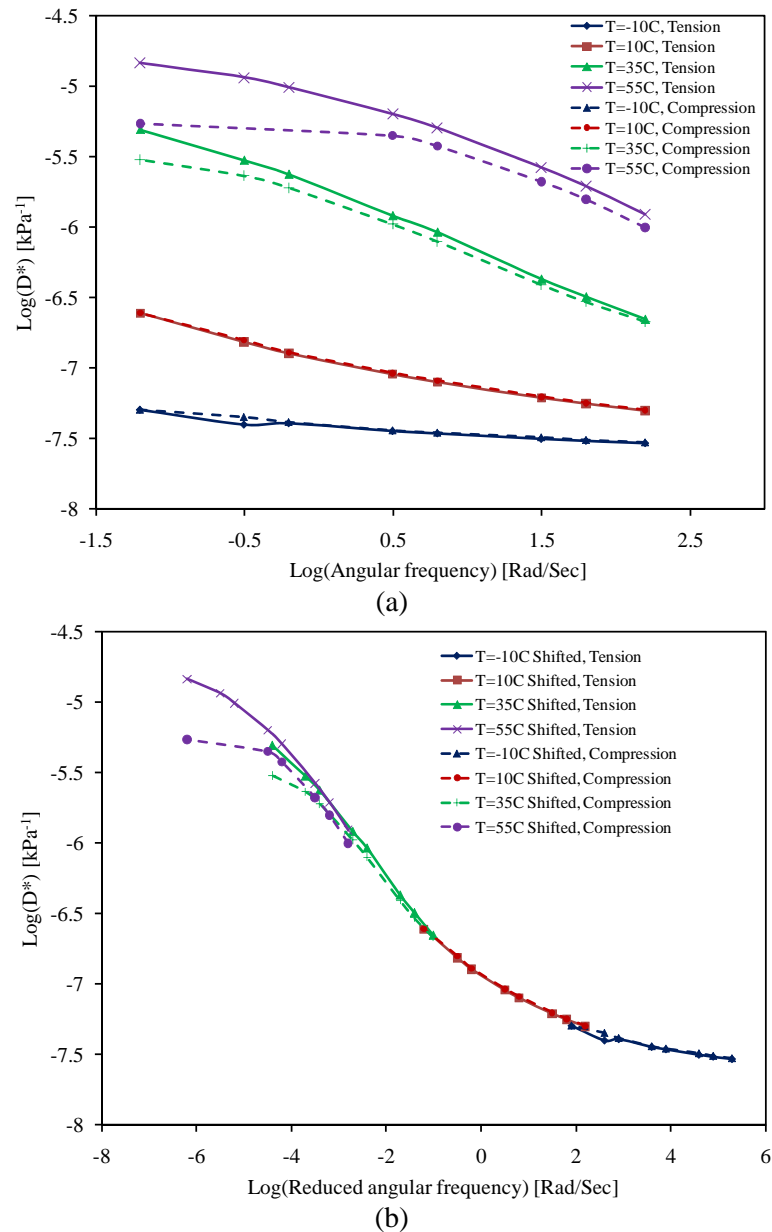 -4.5
-5
-5.5
-6
-6.5
-7
-7.5
-8
Log(D*) [kPa-1]
T=-10C, Tension
T=10C, Tension
T=35C, Tension
T=55C, Tension
T=-10C, Compression
T=10C, Compression
T=35C, Compression
T=55C, Compression
-1.5 -0.5 0.5 1.5 2.5
Log(Angular frequency) [Rad/Sec]
(a)
-4.5
-5
-5.5
-6
-6.5
-7
-7.5
-8
Log(D*) [kPa-1]
T=-10C Shifted, Tension
T=10C Shifted, Tension
T=35C Shifted, Tension
T=55C Shifted, Tension
T=-10C Shifted, Compression
T=10C Shifted, Compression
T=35C Shifted, Compression
T=55C Shifted, Compression
-8 -6 -4 -2 0 2 4 6
Log(Reduced angular frequency) [Rad/Sec]
(b)